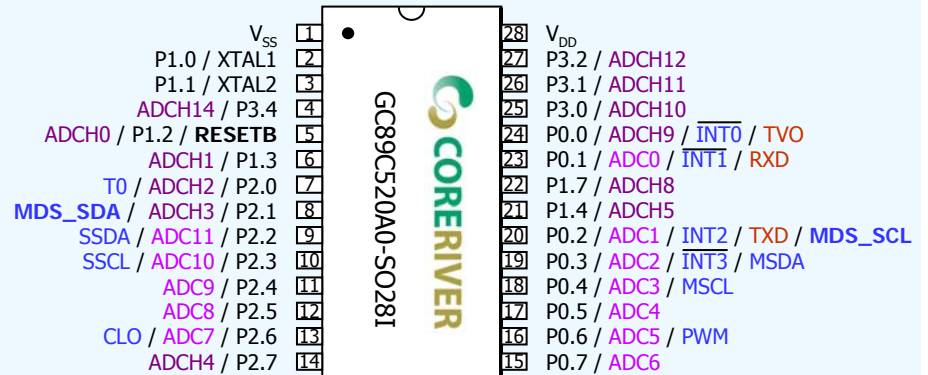 V_SS 1
P1.0 / XTAL1 2
P1.1 / XTAL2 3
ADCH14 / P3.4 4
ADCH0 / P1.2 / RESETB 5
ADCH1 / P1.3 6
T0 / ADCH2 / P2.0 7
MDS_SDA / ADCH3 / P2.1 8
SSDA / ADC11 / P2.2 9
SSCL / ADC10 / P2.3 10
ADC9 / P2.4 11
ADC8 / P2.5 12
CLO / ADC7 / P2.6 13
ADCH4 / P2.7 14
GC89C520A0-SO28I
CORERIVER
28 V_DD
27 P3.2 / ADCH12
26 P3.1 / ADCH11
25 P3.0 / ADCH10
24 P0.0 / ADCH9 / INT0 / TVO
23 P0.1 / ADC0 / INT1 / RXD
22 P1.7 / ADCH8
21 P1.4 / ADCH5
20 P0.2 / ADC1 / INT2 / TXD / MDS_SCL
19 P0.3 / ADC2 / INT3 / MSDA
18 P0.4 / ADC3 / MSCL
17 P0.5 / ADC4
16 P0.6 / ADC5 / PWM
15 P0.7 / ADC6